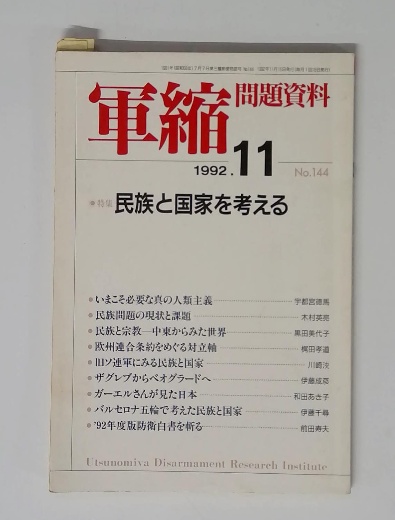 軍縮問題資料
1992.11
No.144
●特集 民族と国家を考える
●いまこそ必要な真の人類主義 宇都宮徳馬
●民族問題の現状と課題 木村英亮
●民族と宗教―中東からみた世界 黒田美代子
●欧州連合条約をめぐる対立軸 梶田孝道
●旧ソ連軍にみる民族と国家 川崎浹
●ザグレブからベオグラードへ 伊藤成彦
●ガーエルさんが見た日本 和田あき子
●バルセロナ五輪で考えた民族と国家 伊藤千尋
●'92年度版防衛白書を斬る 前田寿夫
Utsunomiya Disarmament Research Institute